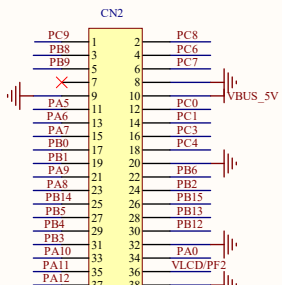 CN2
PC9 1 2 PC8
PB8 3 4 PC6
PB9 5 6 PC7
7 8
9 10 VBUS_5V
PA5 11 12 PC0
PA6 13 14 PC1
PA7 15 16 PC3
PB0 17 18 PC4
PB1 19 20
PA9 21 22 PB6
PA8 23 24 PB2
PB14 25 26 PB15
PB5 27 28 PB13
PB4 29 30 PB12
PB3 31 32
PA10 33 34 PA0
PA11 35 36 VLCD/PF2
PA12 37 38